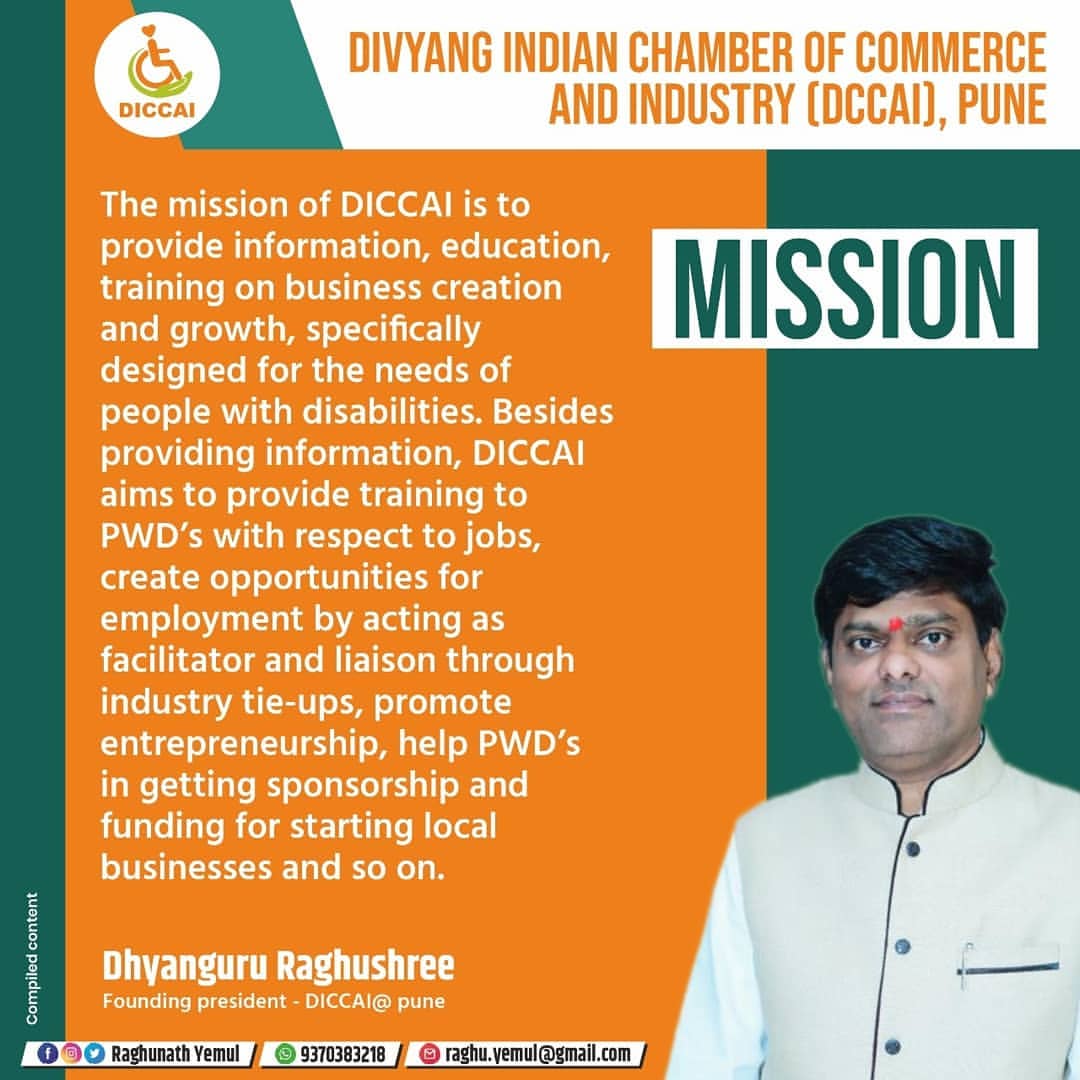 DICCAI
DIVYANG INDIAN CHAMBER OF COMMERCE
AND INDUSTRY (DCCAI), PUNE
MISSION
The mission of DICCAI is to
provide information, education,
training on business creation
and growth, specifically
designed for the needs of
people with disabilities. Besides
providing information, DICCAI
aims to provide training to
PWD’s with respect to jobs,
create opportunities for
employment by acting as
facilitator and liaison through
industry tie-ups, promote
entrepreneurship, help PWD’s
in getting sponsorship and
funding for starting local
businesses and so on.
Dhyanguru Raghushree
Founding president - DICCAI@ pune
Compiled content
Raghunath Yemul
9370383218
raghu.yemul@gmail.com